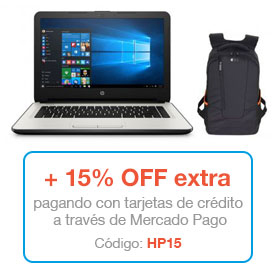 + 15% OFF extra
pagando con tarjetas de crédito
a través de Mercado Pago
Código: HP15